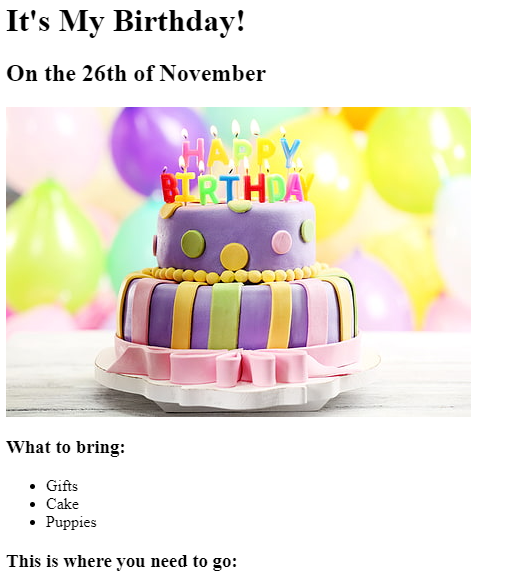 It's My Birthday!
On the 26th of November
HAPPY
BIRTHDAY
What to bring:
Gifts
Cake
Puppies
This is where you need to go: